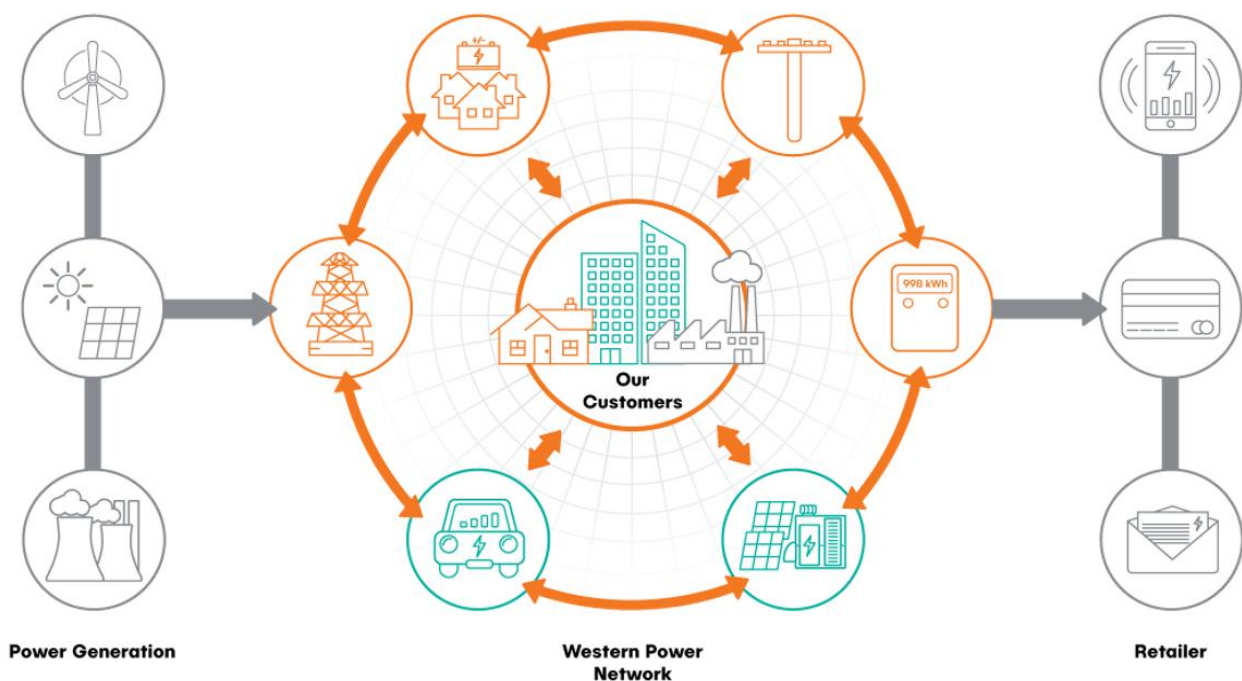 +/-
998 kWh
Our
Customers
Power Generation
Western Power
Network
Retailer